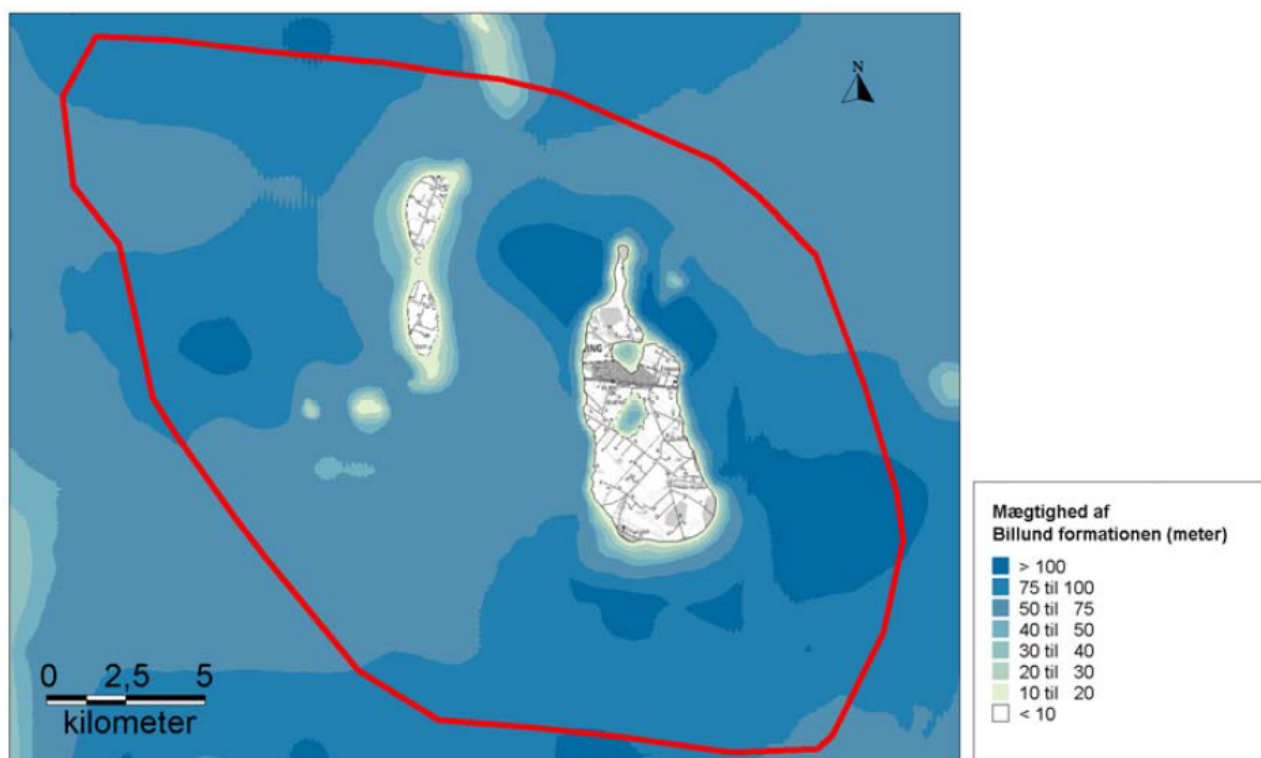 N
ING
0 2,5 5
kilometer
Mægtighed af
Billund formationen (meter)
> 100
75 til 100
50 til 75
40 til 50
30 til 40
20 til 30
10 til 20
< 10